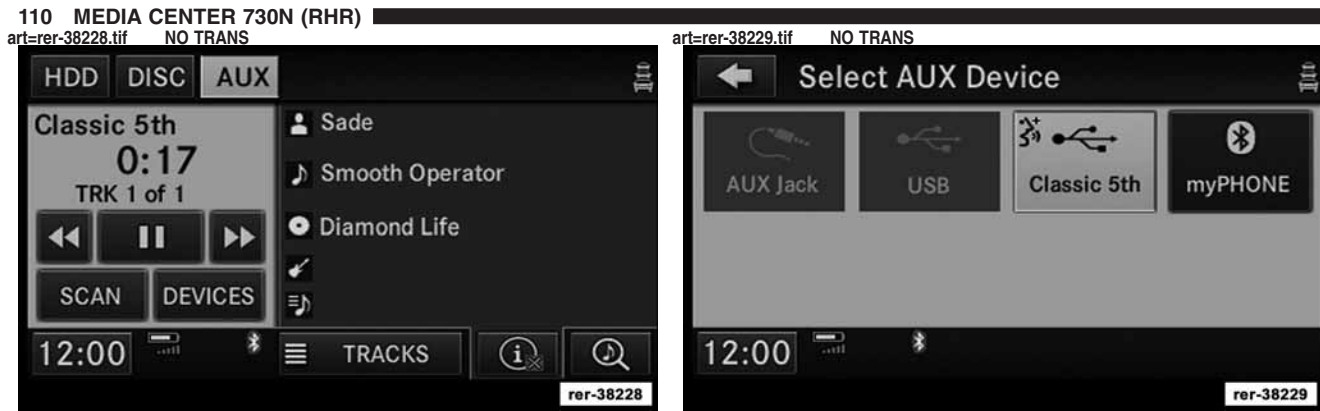 110 MEDIA CENTER 730N (RHR)
art=rer-38228.tif NO TRANS
HDD DISC AUX
Classic 5th
0:17
TRK 1 of 1
SCAN DEVICES
Sade
Smooth Operator
Diamond Life
12:00 TRACKS
rer-38228
art=rer-38229.tif NO TRANS
Select AUX Device
AUX Jack USB Classic 5th myPHONE
12:00
rer-38229